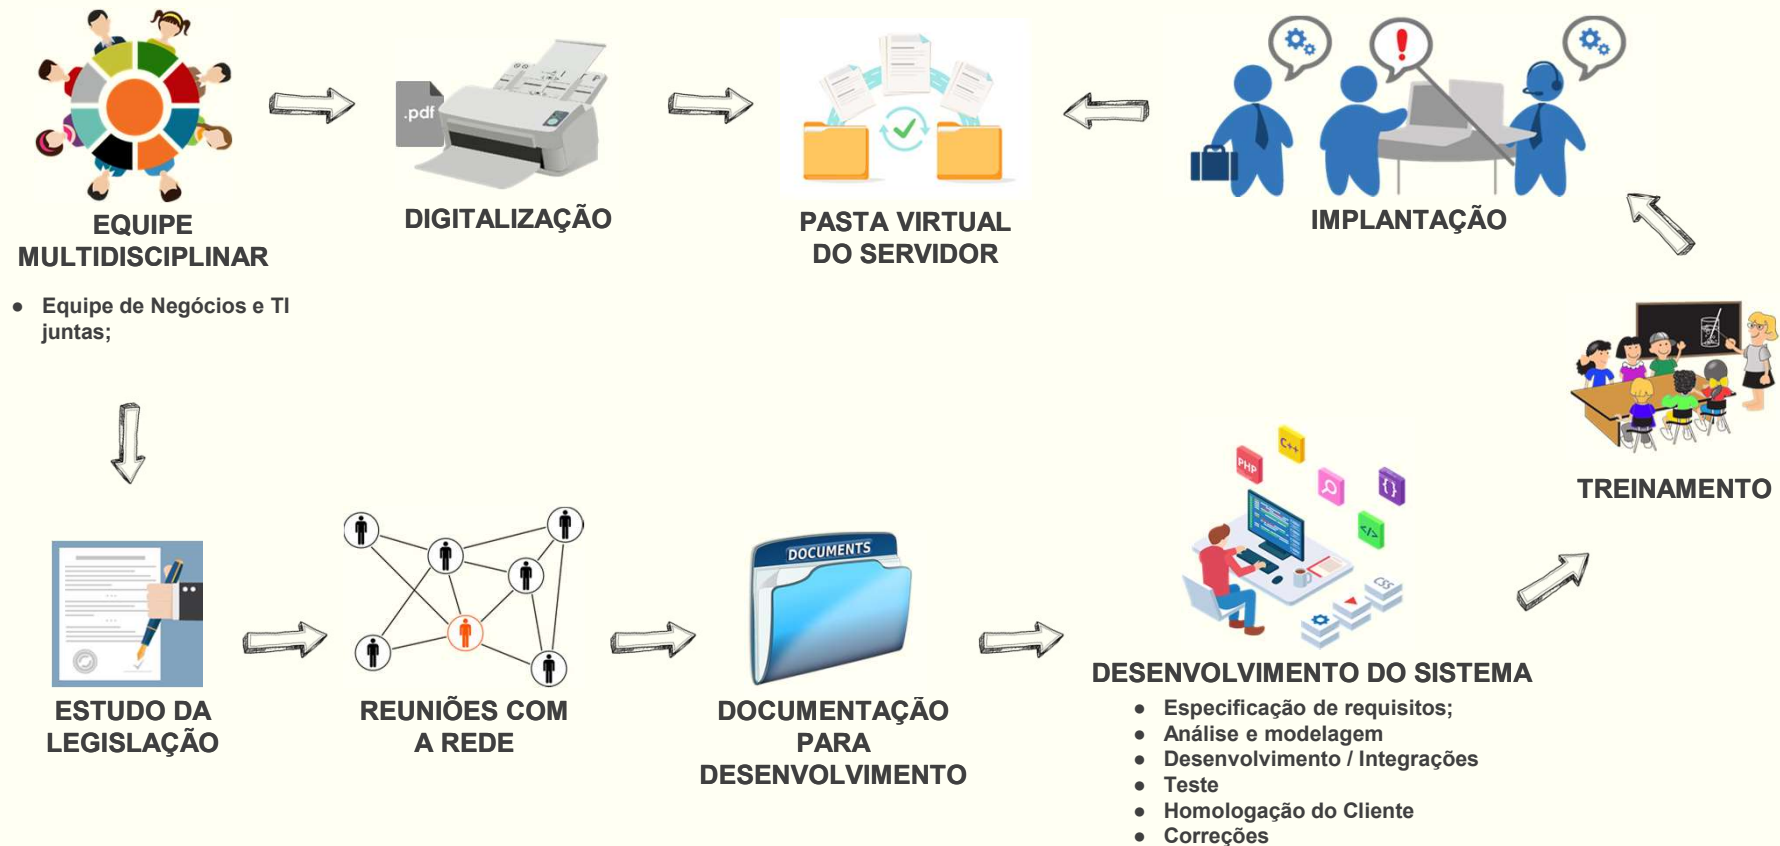 EQUIPE
MULTIDISCIPLINAR
● Equipe de Negócios e TI
juntas;
.pdf
DIGITALIZAÇÃO
PASTA VIRTUAL
DO SERVIDOR
IMPLANTAÇÃO
TREINAMENTO
ESTUDO DA
LEGISLAÇÃO
REUNIÕES COM
A REDE
DOCUMENTS
DOCUMENTAÇÃO
PARA
DESENVOLVIMENTO
C++
PHP
{}
</>
CSS
DESENVOLVIMENTO DO SISTEMA
● Especificação de requisitos;
● Análise e modelagem
● Desenvolvimento / Integrações
● Teste
● Homologação do Cliente
● Correções